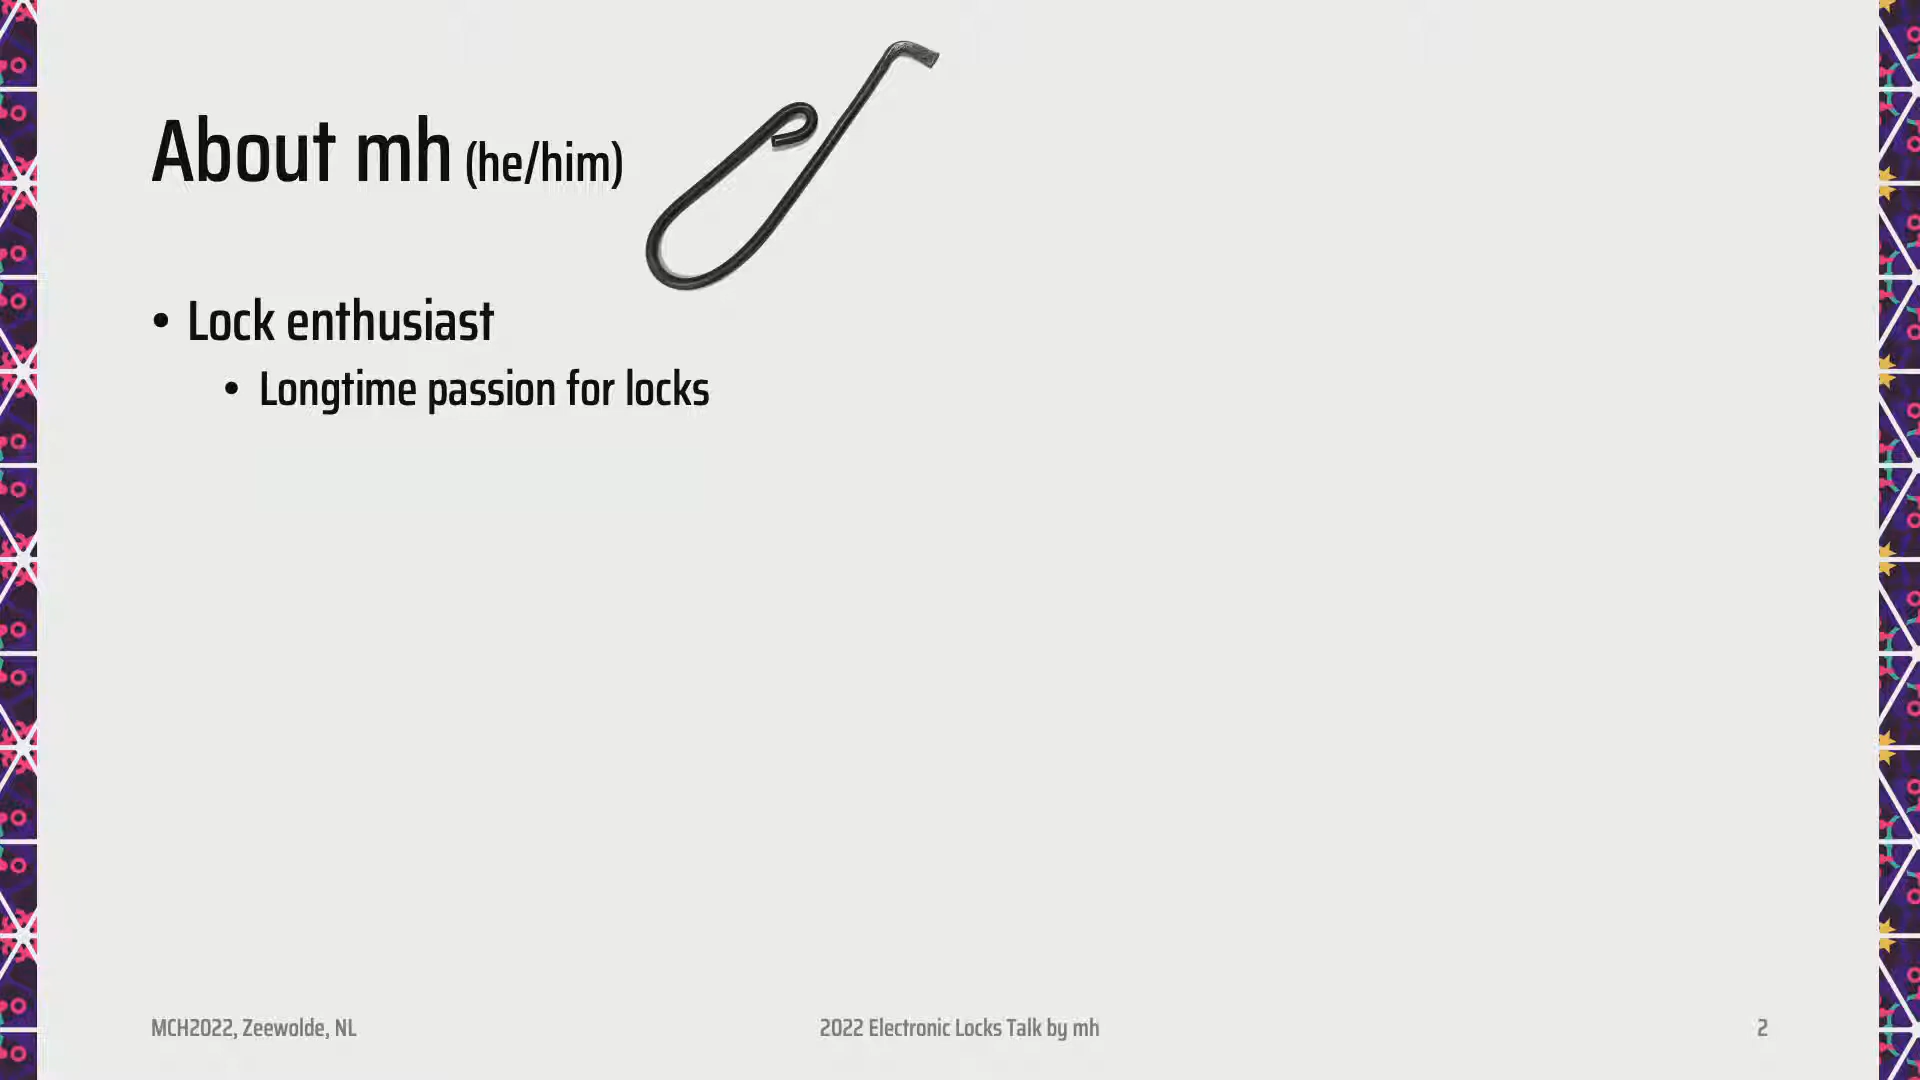 About mh (he/him)
• Lock enthusiast
• Longtime passion for locks
MCH2022, Zeewolde, NL
2022 Electronic Locks Talk by mh
2